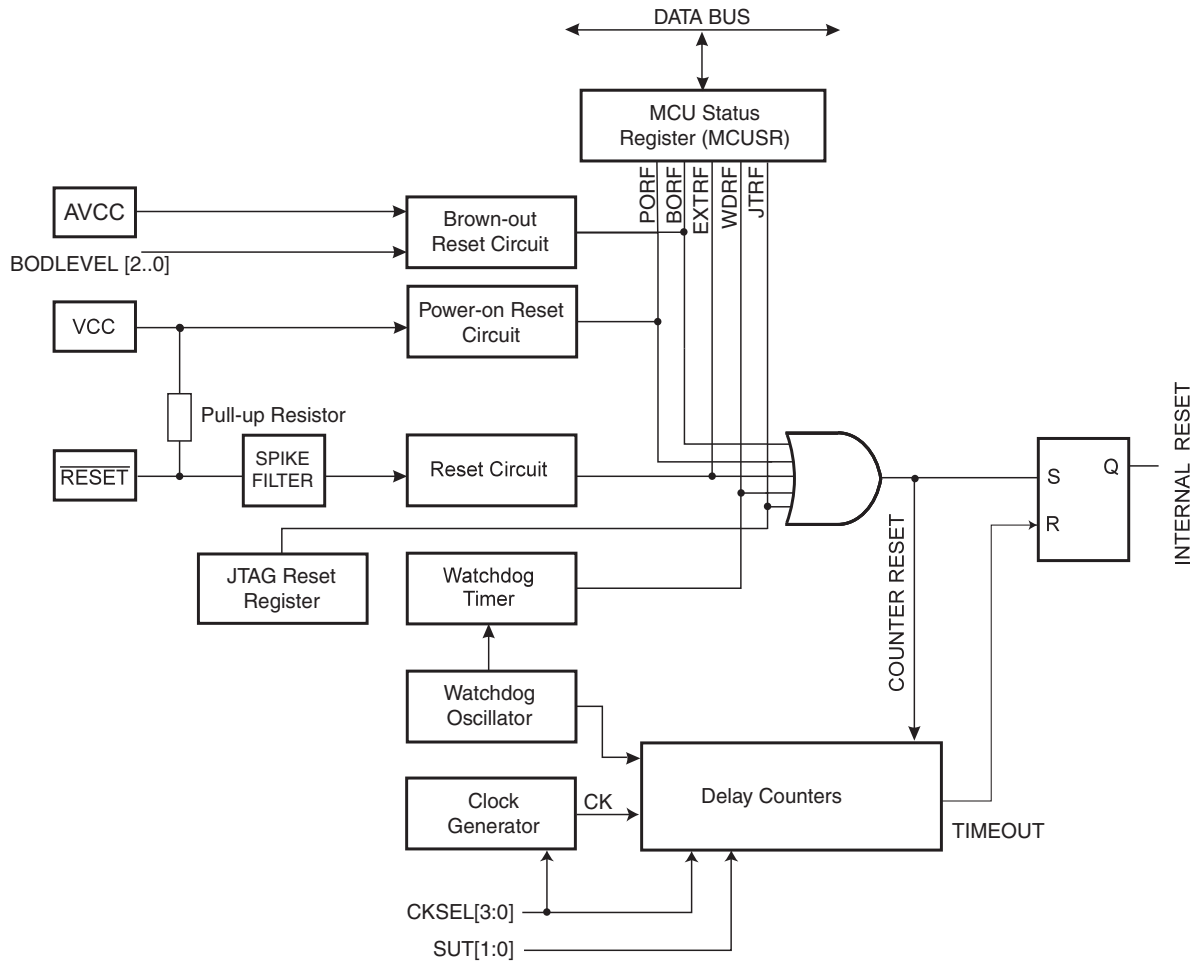 DATA BUS
MCU Status
Register (MCUSR)
PORF
BORF
EXTRF
WDRF
JTRF
AVCC
Brown-out
Reset Circuit
BODLEVEL [2..0]
VCC
Power-on Reset
Circuit
Pull-up Resistor
RESET
SPIKE
FILTER
Reset Circuit
S
Q
R
INTERNAL RESET
COUNTER RESET
JTAG Reset
Register
Watchdog
Timer
Watchdog
Oscillator
Clock
Generator
CK
Delay Counters
TIMEOUT
CKSEL[3:0]
SUT[1:0]